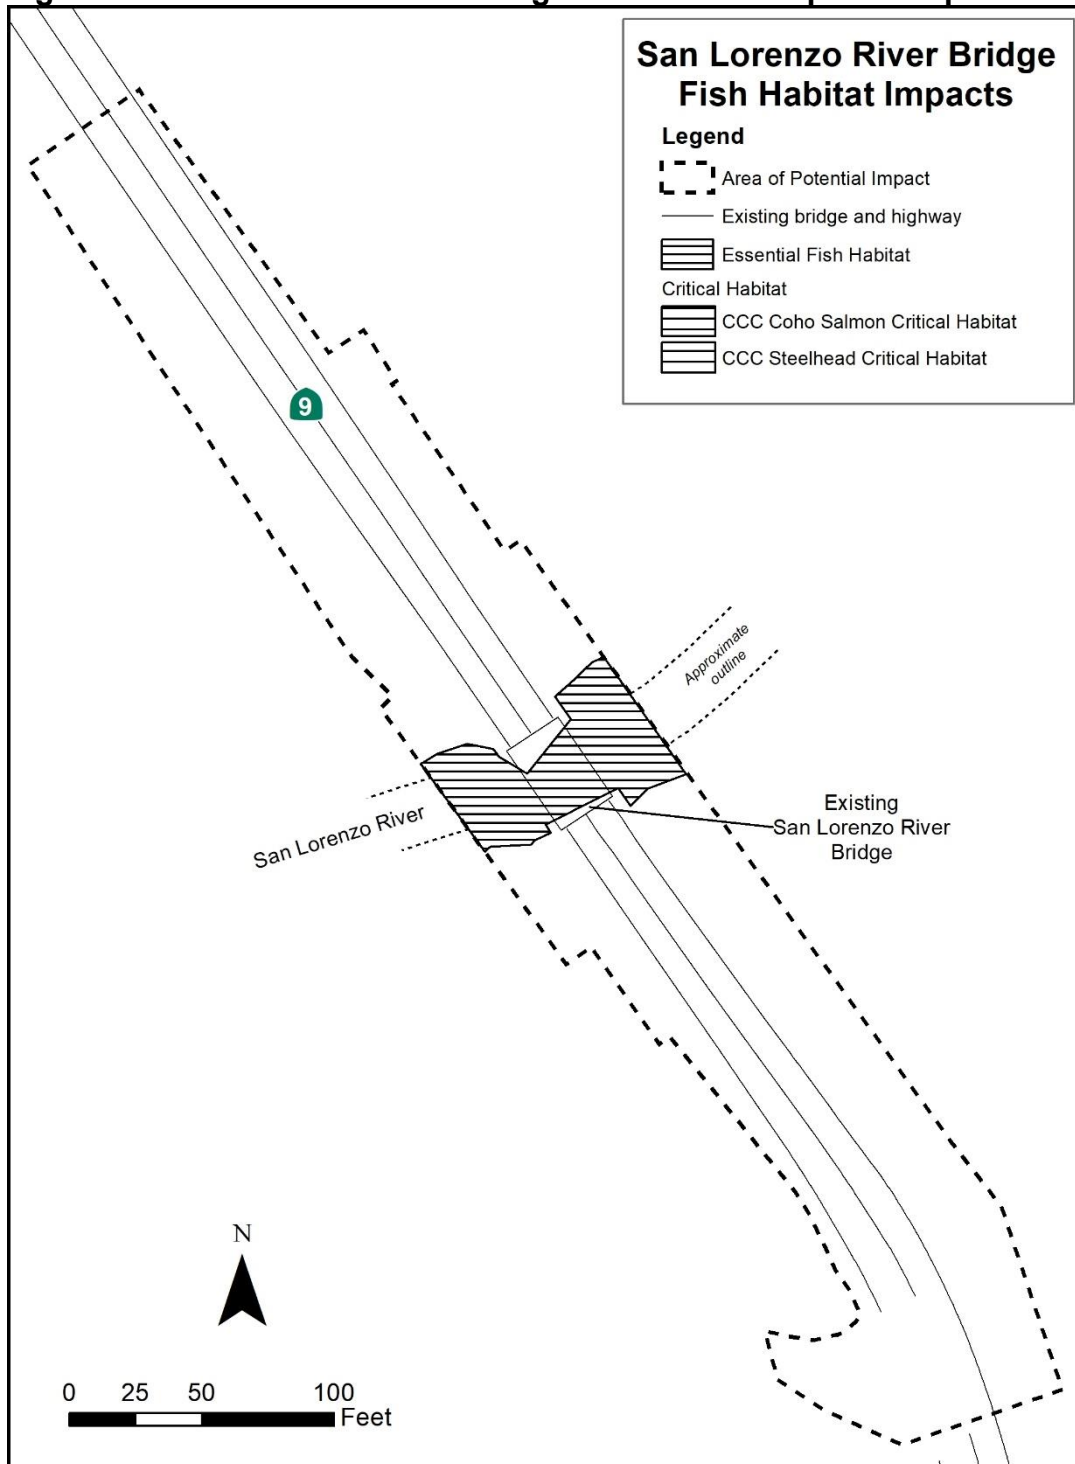 San Lorenzo River Bridge
Fish Habitat Impacts
Legend
Area of Potential Impact
Existing bridge and highway
Essential Fish Habitat
Critical Habitat
CCC Coho Salmon Critical Habitat
CCC Steelhead Critical Habitat
9
Approximate
outline
San Lorenzo River
Existing
San Lorenzo River
Bridge
N
0 25 50 100
Feet